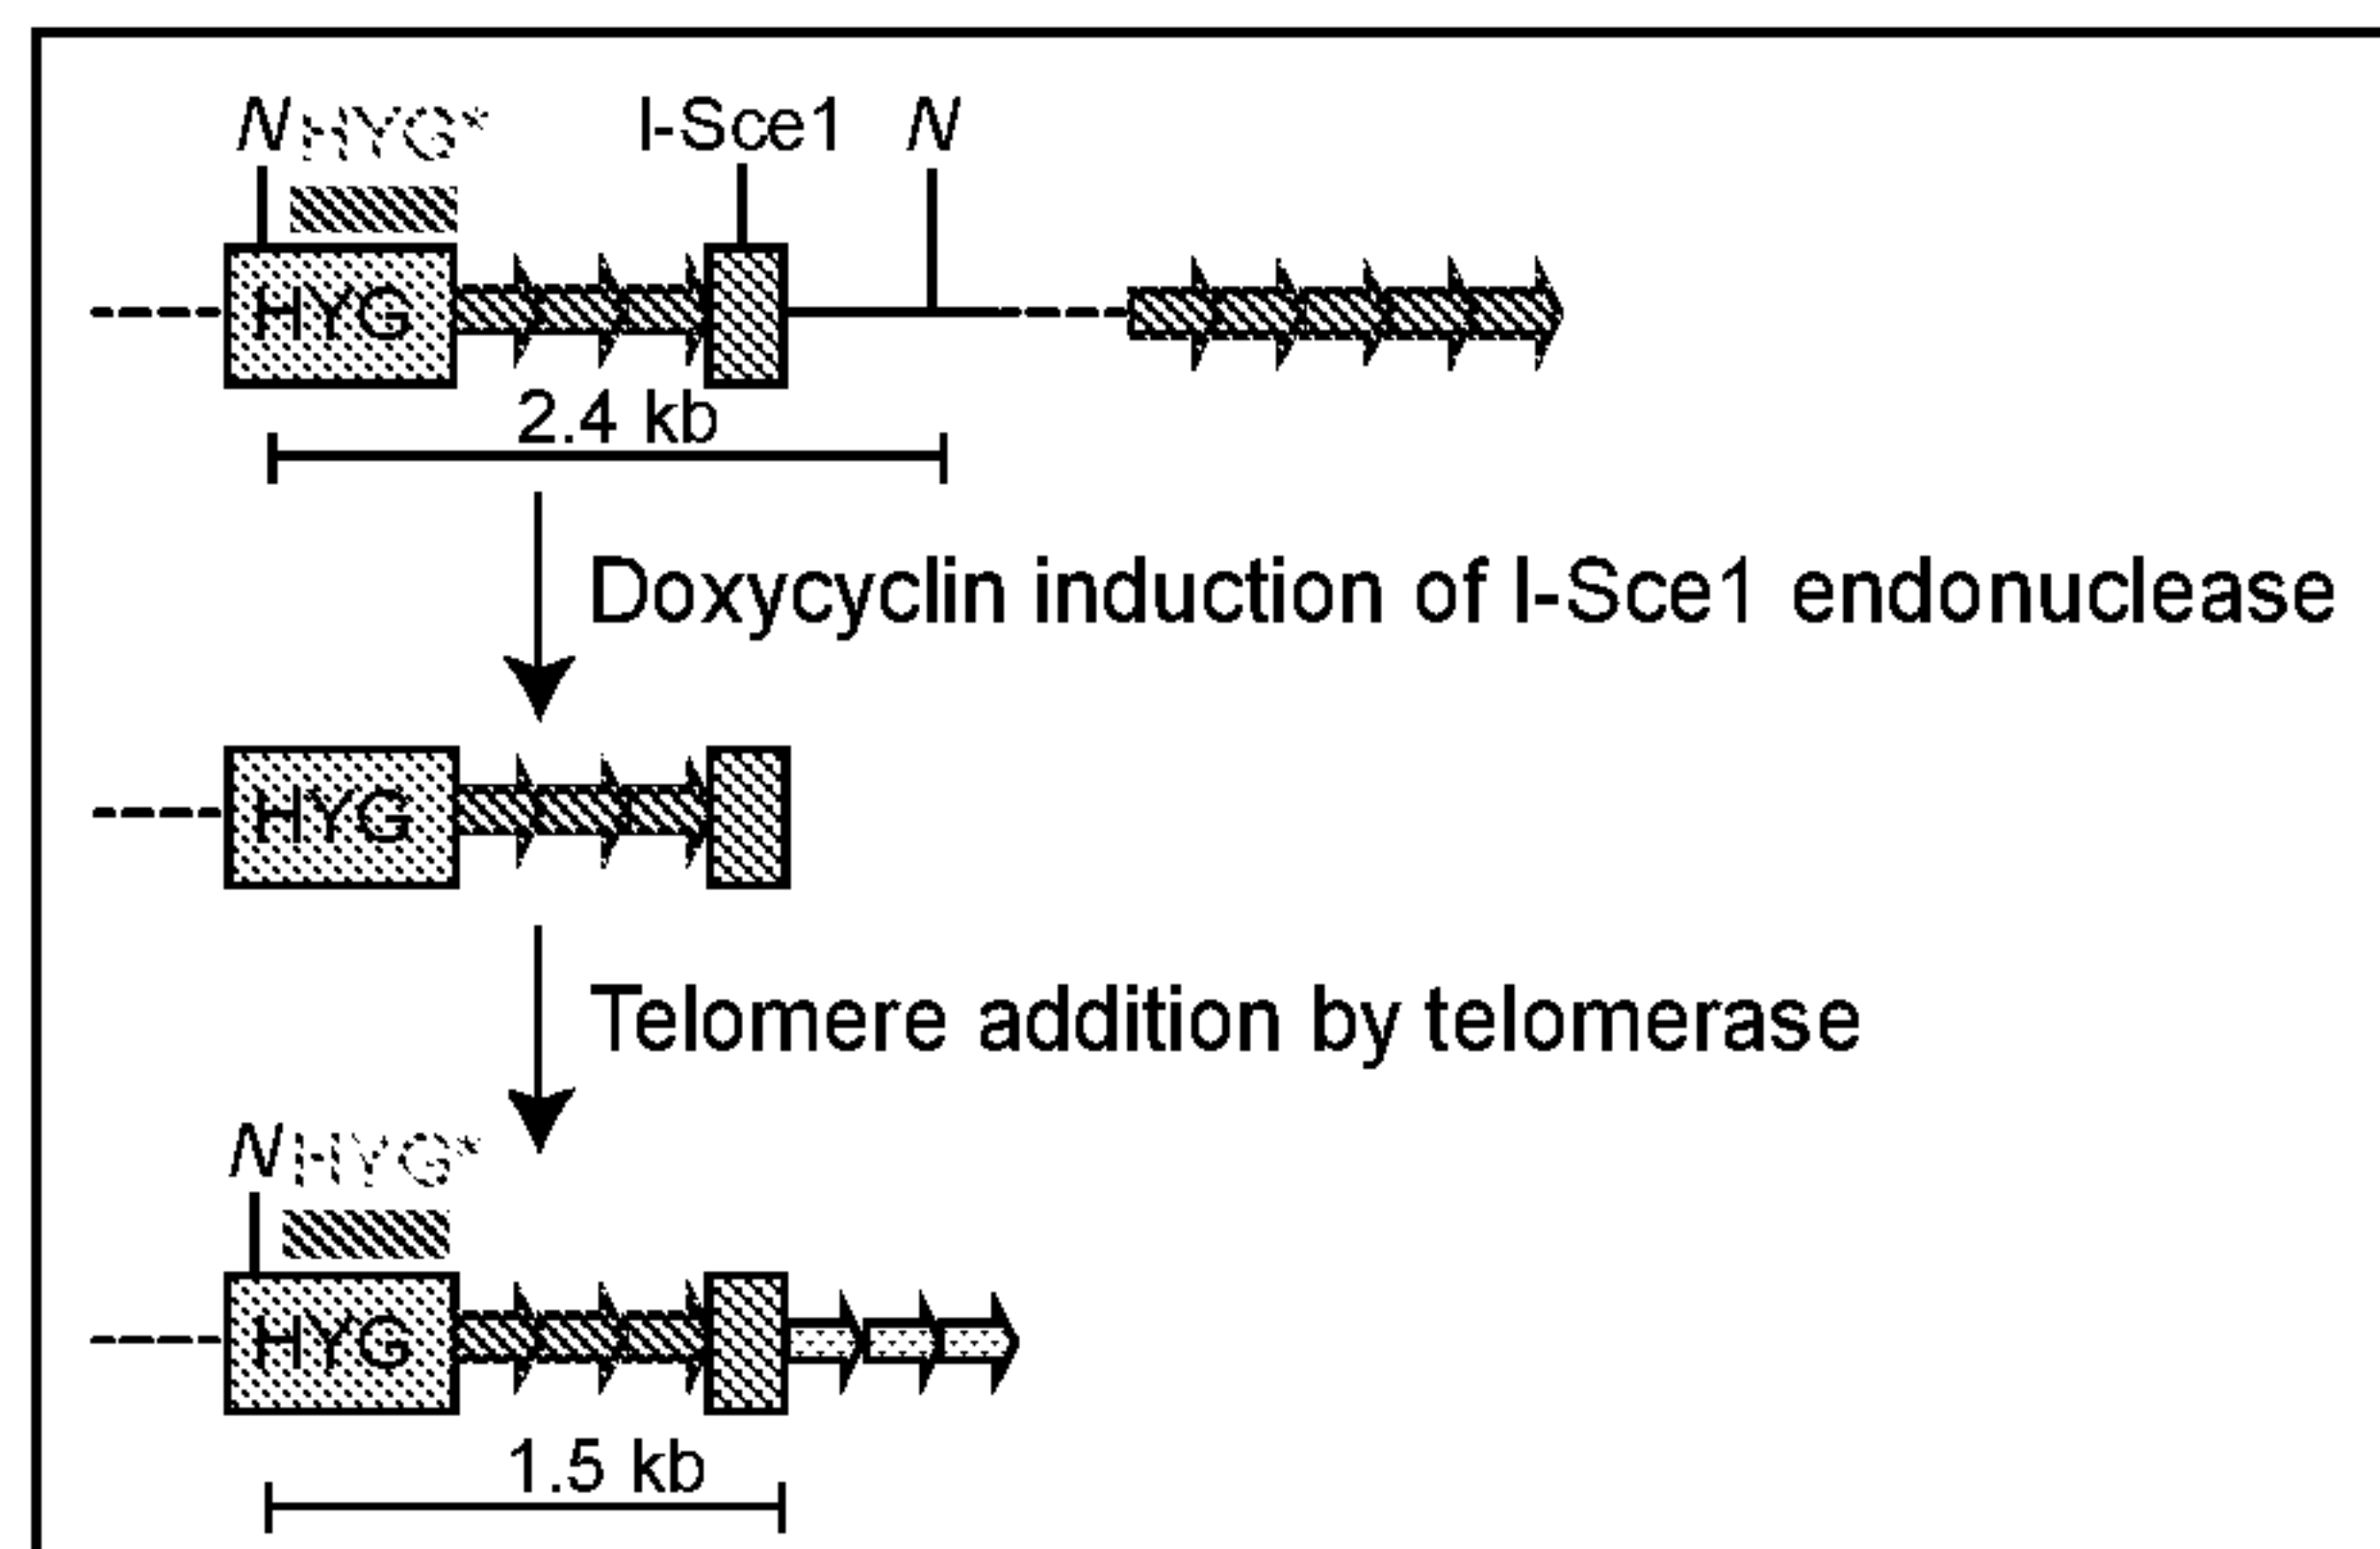 N HYG* I-Sce1 N
HYG
2.4 kb
Doxycyclin induction of I-Sce1 endonuclease
HYG
Telomere addition by telomerase
N HYG*
HYG
1.5 kb